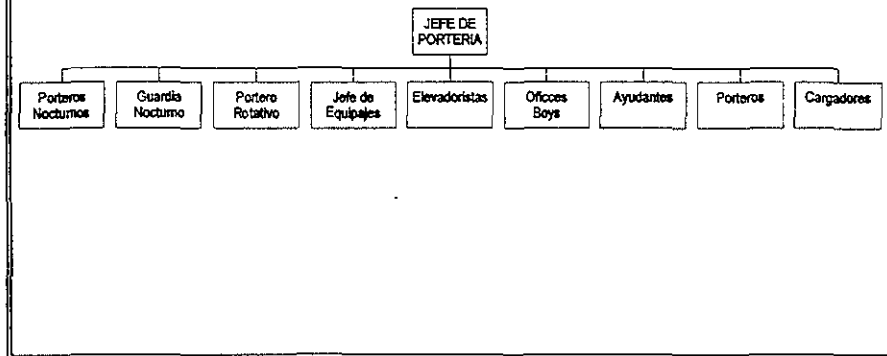 JEFE DE
PORTERIA
Porteros
Nocturnos
Guardia
Nocturno
Portero
Rotativo
Jefe de
Equipajes
Elevadoristas
Oficces
Boys
Ayudantes
Porteros
Cargadores